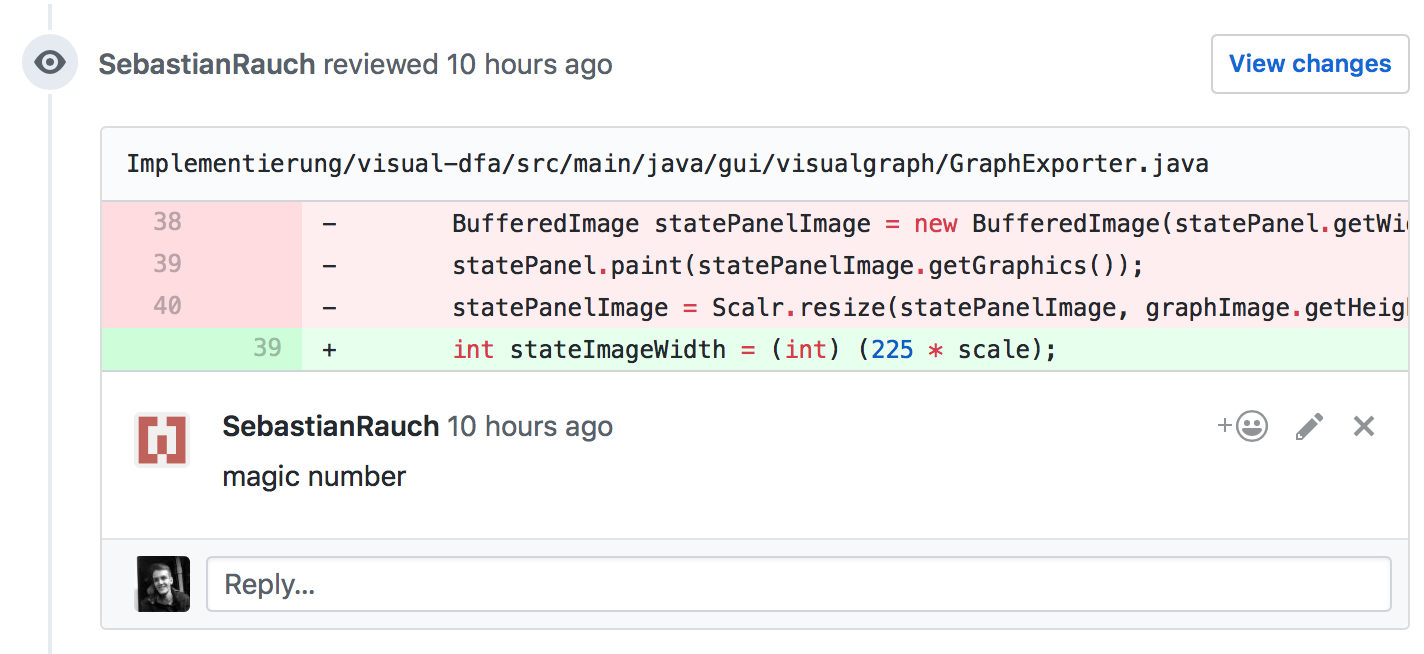 SebastianRauch reviewed 10 hours ago
View changes
Implementierung/visual-dfa/src/main/java/gui/visualgraph/GraphExporter.java
38 - BufferedImage statePanelImage = new BufferedImage(statePanel.getWi
39 - statePanel.paint(statePanelImage.getGraphics());
40 - statePanelImage = Scalr.resize(statePanelImage, graphImage.getHeig
39 + int stateImageWidth = (int) (225 * scale);
SebastianRauch 10 hours ago
magic number
Reply...